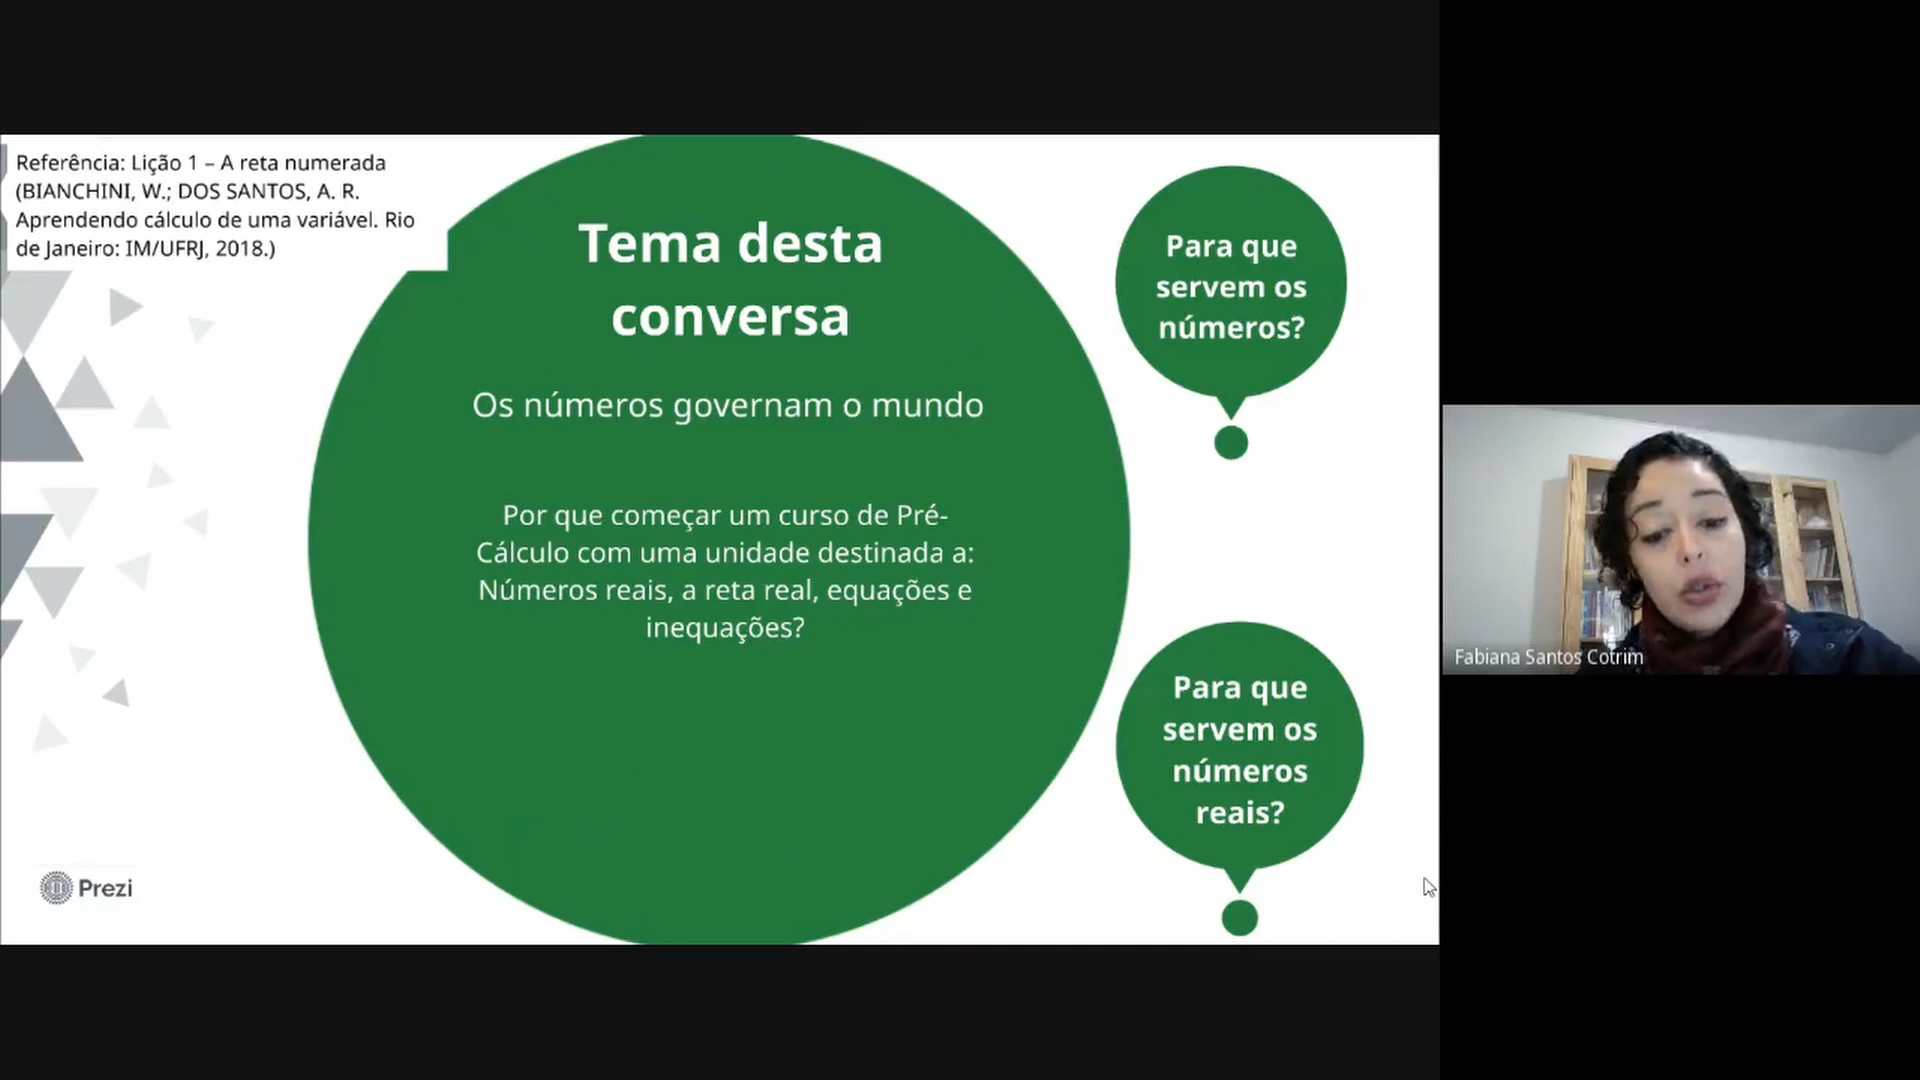 Referência: Lição 1 – A reta numerada
(BIANCHINI, W.; DOS SANTOS, A. R.
Aprendendo cálculo de uma variável. Rio
de Janeiro: IM/UFRJ, 2018.)
Tema desta
conversa
Os números governam o mundo
Por que começar um curso de Pré-
Cálculo com uma unidade destinada a:
Números reais, a reta real, equações e
inequações?
Para que
servem os
números?
Para que
servem os
números
reais?
Prezi
Fabiana Santos Cotrim